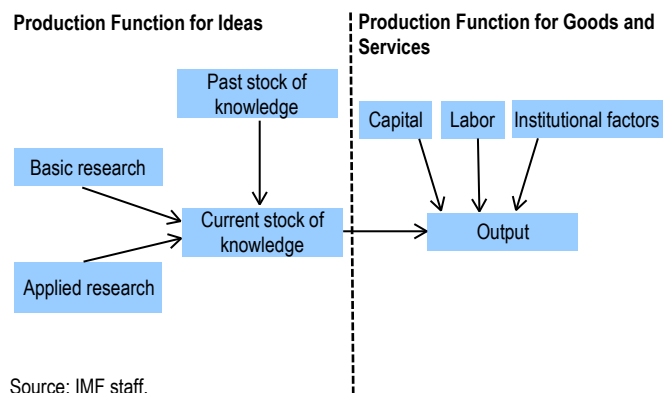 Production Function for Ideas
Production Function for Goods and
Services
Past stock of
knowledge
Capital
Labor
Institutional factors
Basic research
Current stock of
knowledge
Output
Applied research
Source: IMF staff.